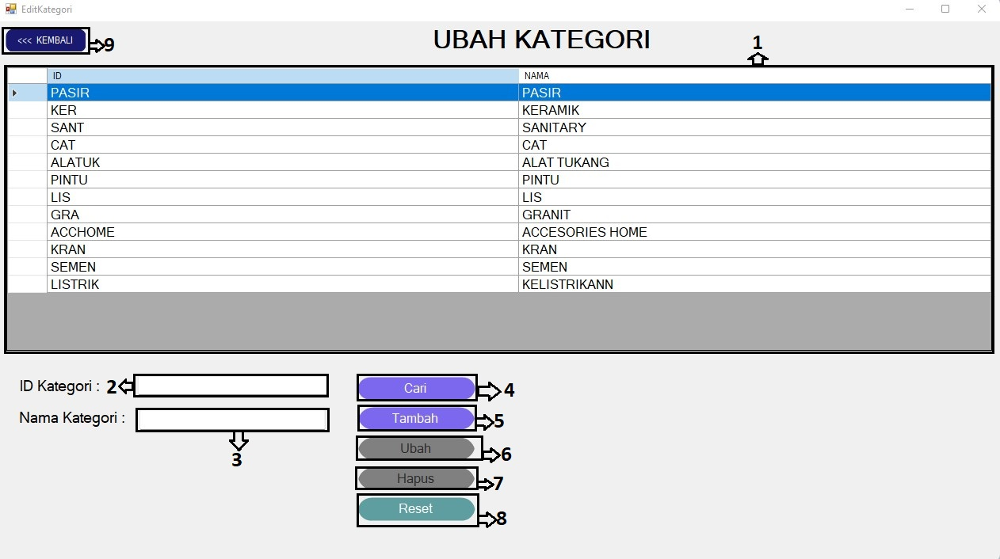 EditKategori
<<< KEMBALI 9 UBAH KATEGORI 1
ID NAMA
PASIR PASIR
KER KERAMIK
SANT SANITARY
CAT CAT
ALATUK ALAT TUKANG
PINTU PINTU
LIS LIS
GRA GRANIT
ACCHOME ACCESORIES HOME
KRAN KRAN
SEMEN SEMEN
LISTRIK KELISTRIKANN
ID Kategori : 2
Nama Kategori :
3
Cari 4
Tambah 5
Ubah 6
Hapus 7
Reset 8